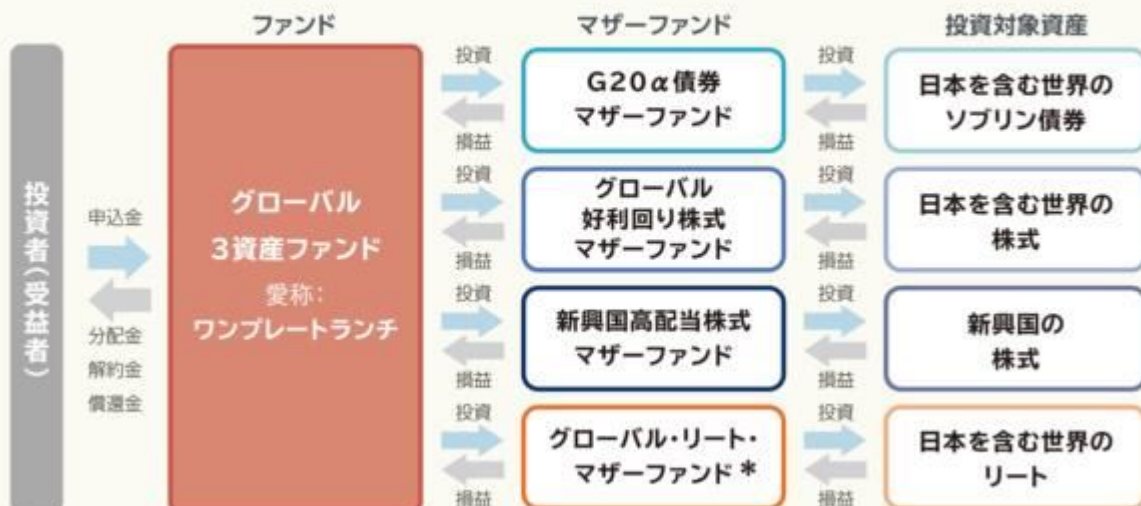 ファンド
マザーファンド
投資対象資産
投資者(受益者)
申込金
分配金
解約金
償還金
グローバル
3資産ファンド
愛称:
ワンプレートランチ
投資
損益
G20α債券
マザーファンド
投資
損益
日本を含む世界の
ソブリン債券
投資
損益
グローバル
好利回り株式
マザーファンド
投資
損益
日本を含む世界の
株式
投資
損益
新興国高配当株式
マザーファンド
投資
損益
新興国の
株式
投資
損益
グローバル・リート・
マザーファンド*
投資
損益
日本を含む世界の
リート